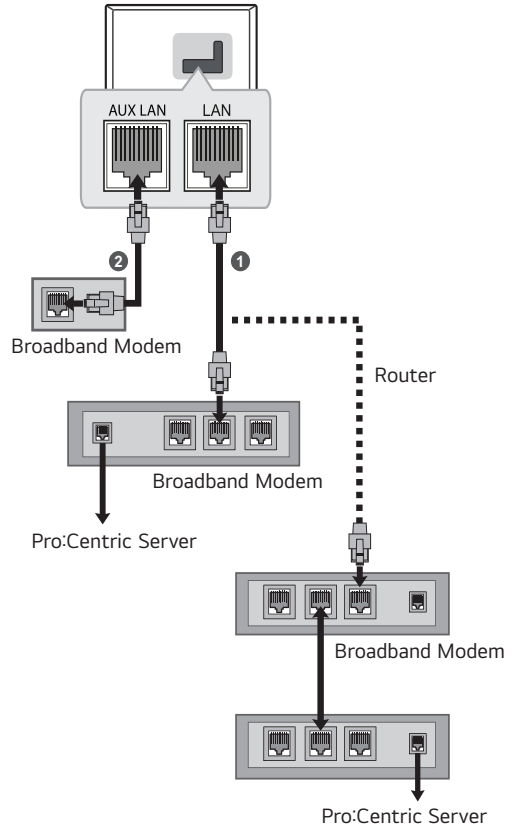 AUX LAN LAN
2 1
Broadband Modem
Router
Broadband Modem
Pro:Centric Server
Broadband Modem
Pro:Centric Server